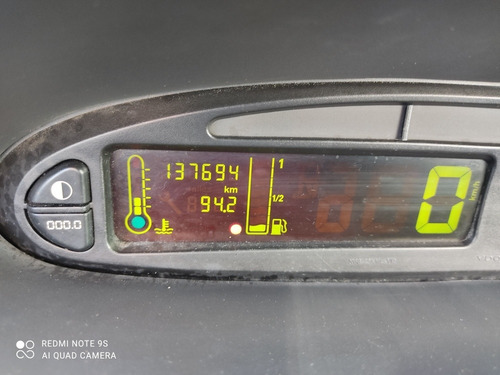 137694
km
94.2
1
1/2
0
km/h
000.0
REDMI NOTE 9S
AI QUAD CAMERA